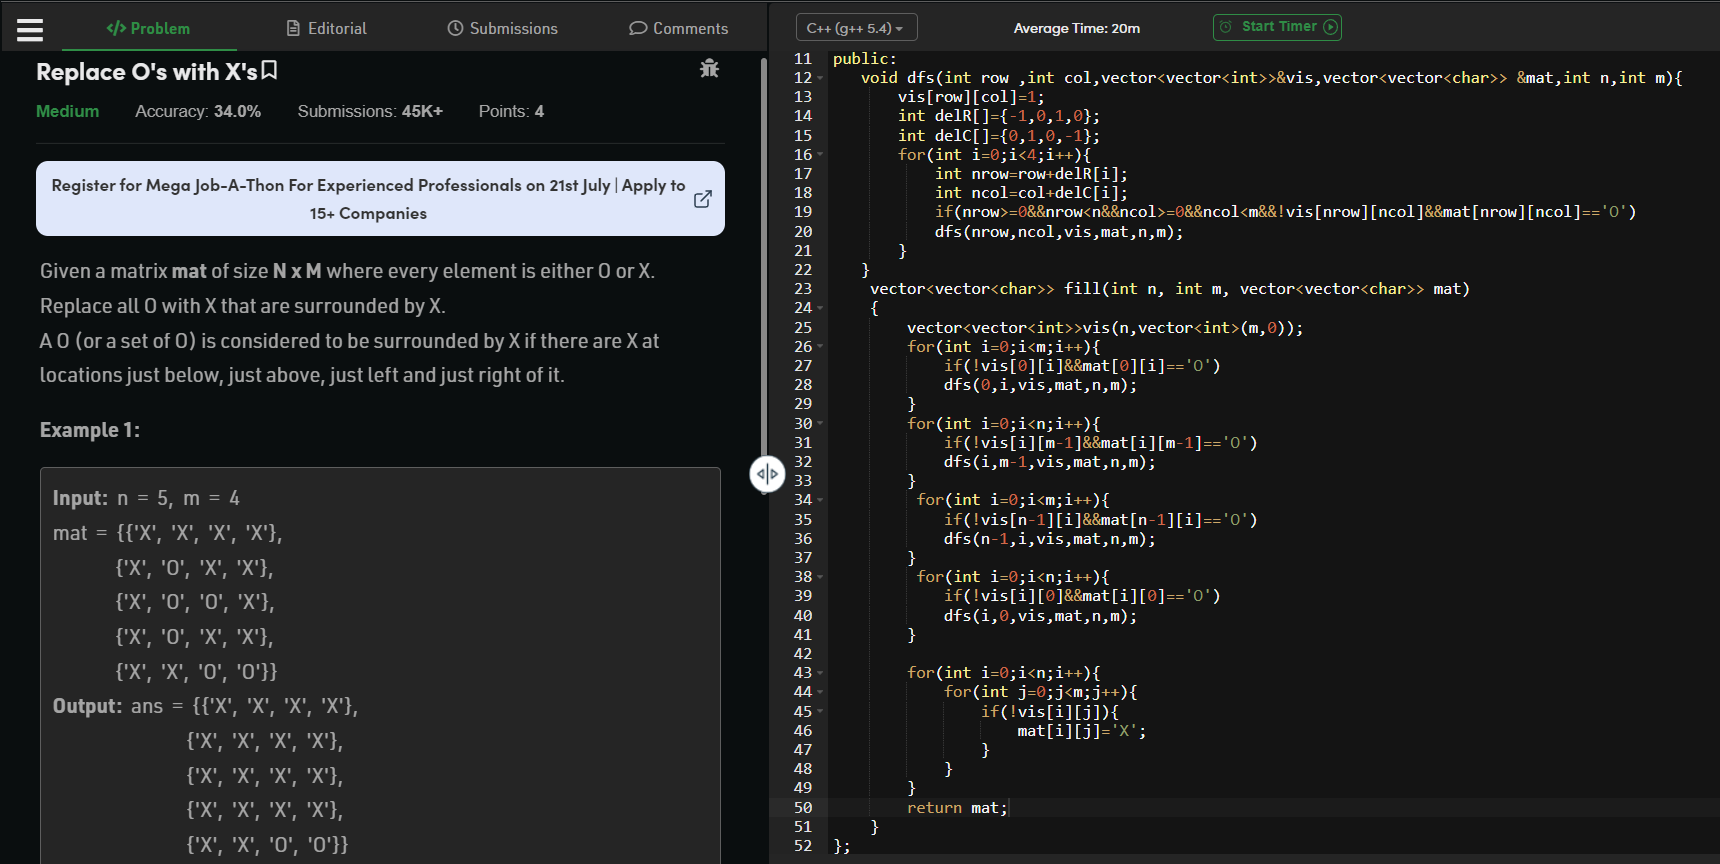 </> Problem
Editorial
Submissions
Comments
Replace O's with X's
Medium Accuracy: 34.0% Submissions: 45K+ Points: 4
Register for Mega Job-A-Thon For Experienced Professionals on 21st July | Apply to
15+ Companies
Given a matrix mat of size N x M where every element is either O or X.
Replace all O with X that are surrounded by X.
A O (or a set of O) is considered to be surrounded by X if there are X at
locations just below, just above, just left and just right of it.
Example 1:
Input: n = 5, m = 4
mat = {{'X', 'X', 'X', 'X'},
{'X', 'O', 'X', 'X'},
{'X', 'O', 'O', 'X'},
{'X', 'O', 'X', 'X'},
{'X', 'X', 'O', 'O'}}
Output: ans = {{'X', 'X', 'X', 'X'},
{'X', 'X', 'X', 'X'},
{'X', 'X', 'X', 'X'},
{'X', 'X', 'X', 'X'},
{'X', 'X', 'O', 'O'}}
C++ (g++ 5.4)
Average Time: 20m
Start Timer
11 public:
12 void dfs(int row ,int col,vector<vector<int>>&vis,vector<vector<char>> &mat,int n,int m){
13 vis[row][col]=1;
14 int delR[]={-1,0,1,0};
15 int delC[]={0,1,0,-1};
16 for(int i=0;i<4;i++){
17 int nrow=row+delR[i];
18 int ncol=col+delC[i];
19 if(nrow>=0&&nrow<n&&ncol>=0&&ncol<m&&!vis[nrow][ncol]&&mat[nrow][ncol]=='O')
20 dfs(nrow,ncol,vis,mat,n,m);
21 }
22 }
23 vector<vector<char>> fill(int n, int m, vector<vector<char>> mat)
24 {
25 vector<vector<int>>vis(n,vector<int>(m,0));
26 for(int i=0;i<m;i++){
27 if(!vis[0][i]&&mat[0][i]=='O')
28 dfs(0,i,vis,mat,n,m);
29 }
30 for(int i=0;i<n;i++){
31 if(!vis[i][m-1]&&mat[i][m-1]=='O')
32 dfs(i,m-1,vis,mat,n,m);
33 }
34 for(int i=0;i<m;i++){
35 if(!vis[n-1][i]&&mat[n-1][i]=='O')
36 dfs(n-1,i,vis,mat,n,m);
37 }
38 for(int i=0;i<n;i++){
39 if(!vis[i][0]&&mat[i][0]=='O')
40 dfs(i,0,vis,mat,n,m);
41 }
42
43 for(int i=0;i<n;i++){
44 for(int j=0;j<m;j++){
45 if(!vis[i][j]){
46 mat[i][j]='X';
47 }
48 }
49 }
50 return mat;
51 }
52 };